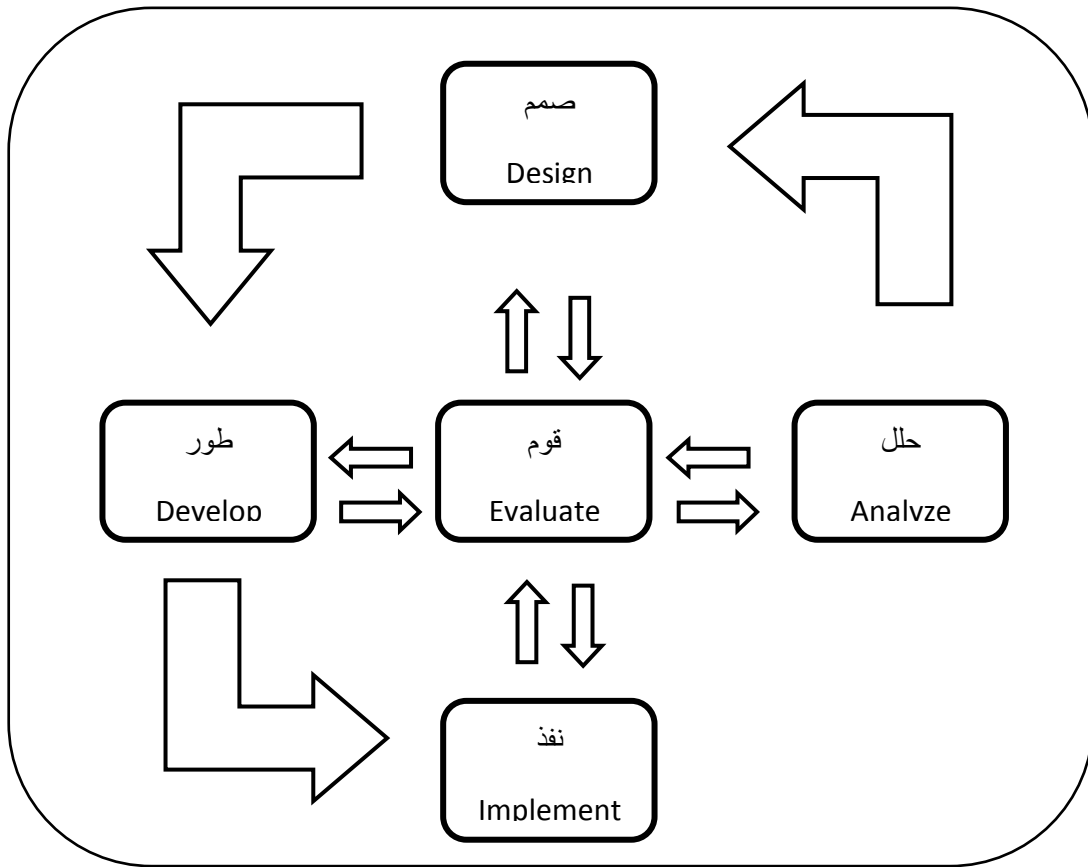 صمم
Design
طور
Develop
قوم
Evaluate
حلل
Analyze
نفذ
Implement